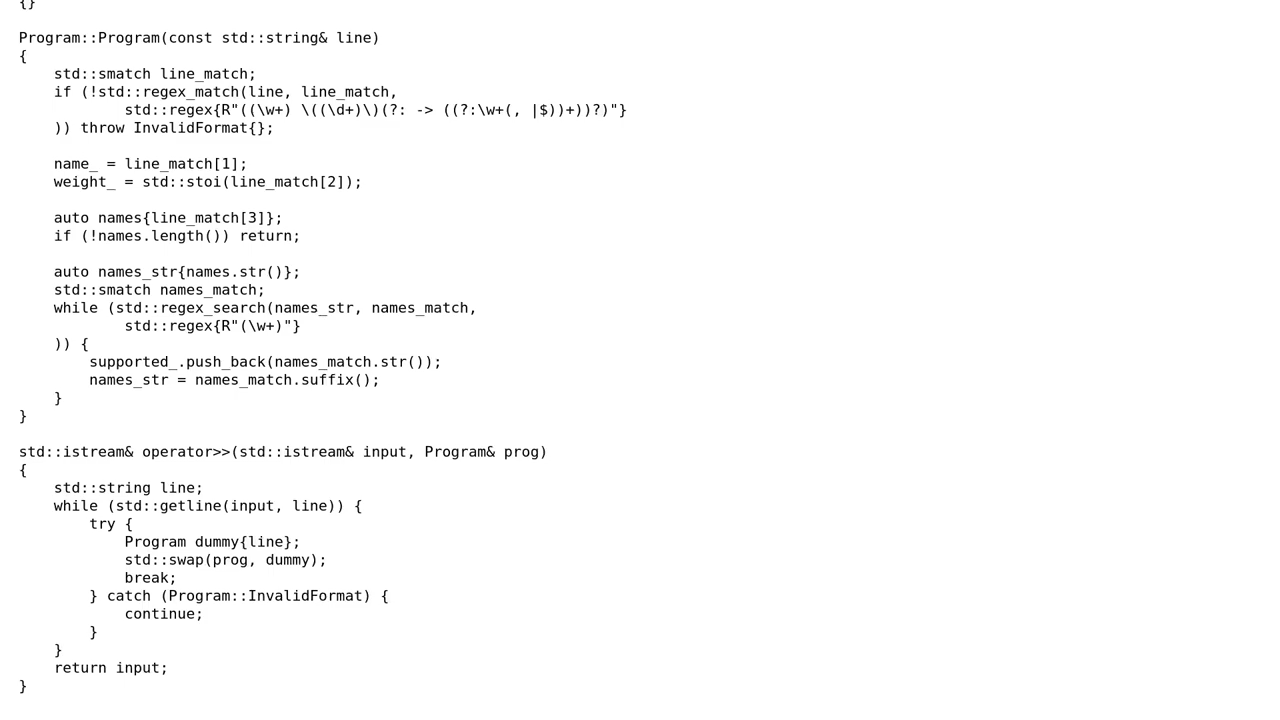 {}
Program::Program(const std::string& line)
{
    std::smatch line_match;
    if (!std::regex_match(line, line_match,
            std::regex{R"((\w+) \((\d+)\)(?: -> ((?:\w+(, |$))+))?)"}
    )) throw InvalidFormat{};

    name_ = line_match[1];
    weight_ = std::stoi(line_match[2]);

    auto names{line_match[3]};
    if (!names.length()) return;

    auto names_str{names.str()};
    std::smatch names_match;
    while (std::regex_search(names_str, names_match,
            std::regex{R"(\w+)"}
    )) {
        supported_.push_back(names_match.str());
        names_str = names_match.suffix();
    }
}

std::istream& operator>>(std::istream& input, Program& prog)
{
    std::string line;
    while (std::getline(input, line)) {
        try {
            Program dummy{line};
            std::swap(prog, dummy);
            break;
        } catch (Program::InvalidFormat) {
            continue;
        }
    }
    return input;
}